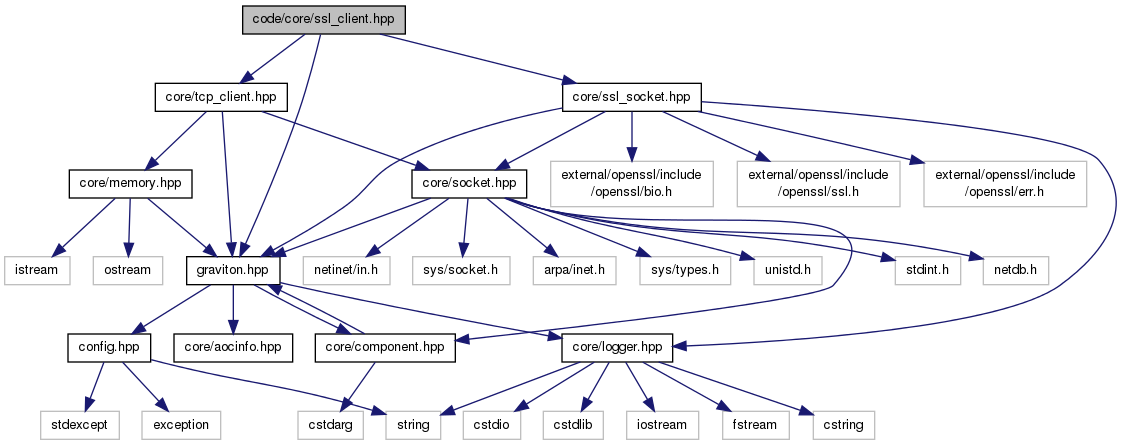 code/core/ssl_client.hpp
core/tcp_client.hpp
core/ssl_socket.hpp
core/memory.hpp
core/socket.hpp
external/openssl/include
/openssl/bio.h
external/openssl/include
/openssl/ssl.h
external/openssl/include
/openssl/err.h
istream
ostream
graviton.hpp
netinet/in.h
sys/socket.h
arpa/inet.h
sys/types.h
unistd.h
stdint.h
netdb.h
config.hpp
core/aocinfo.hpp
core/component.hpp
core/logger.hpp
stdexcept
exception
cstdarg
string
cstdio
cstdlib
iostream
fstream
cstring